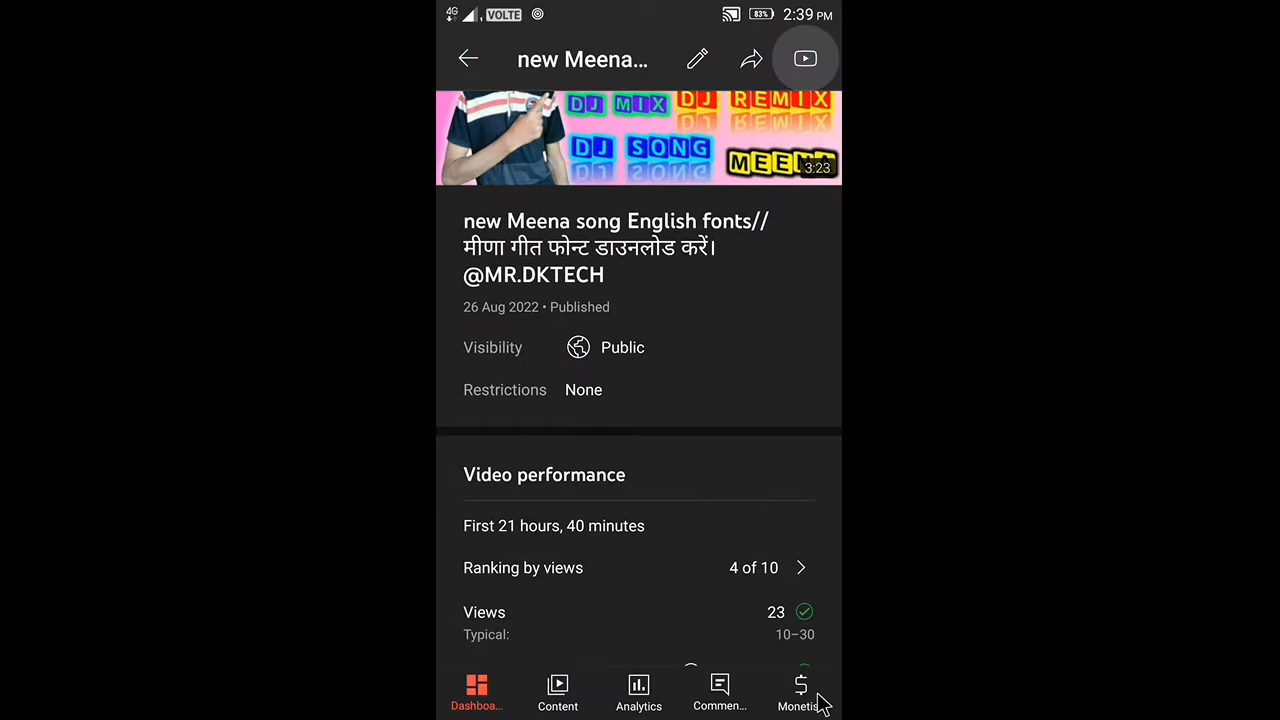 4G VOLTE 83% 2:39 PM
new Meena...
DJ MIX DJ REMIX
DJ SONG
3:23
new Meena song English fonts//
मीणा गीत फोन्ट डाउनलोड करें।
@MR.DKTECH
26 Aug 2022 • Published
Visibility Public
Restrictions None
Video performance
First 21 hours, 40 minutes
Ranking by views 4 of 10
Views 23
Typical: 10–30
Dashboa... Content Analytics Commen...